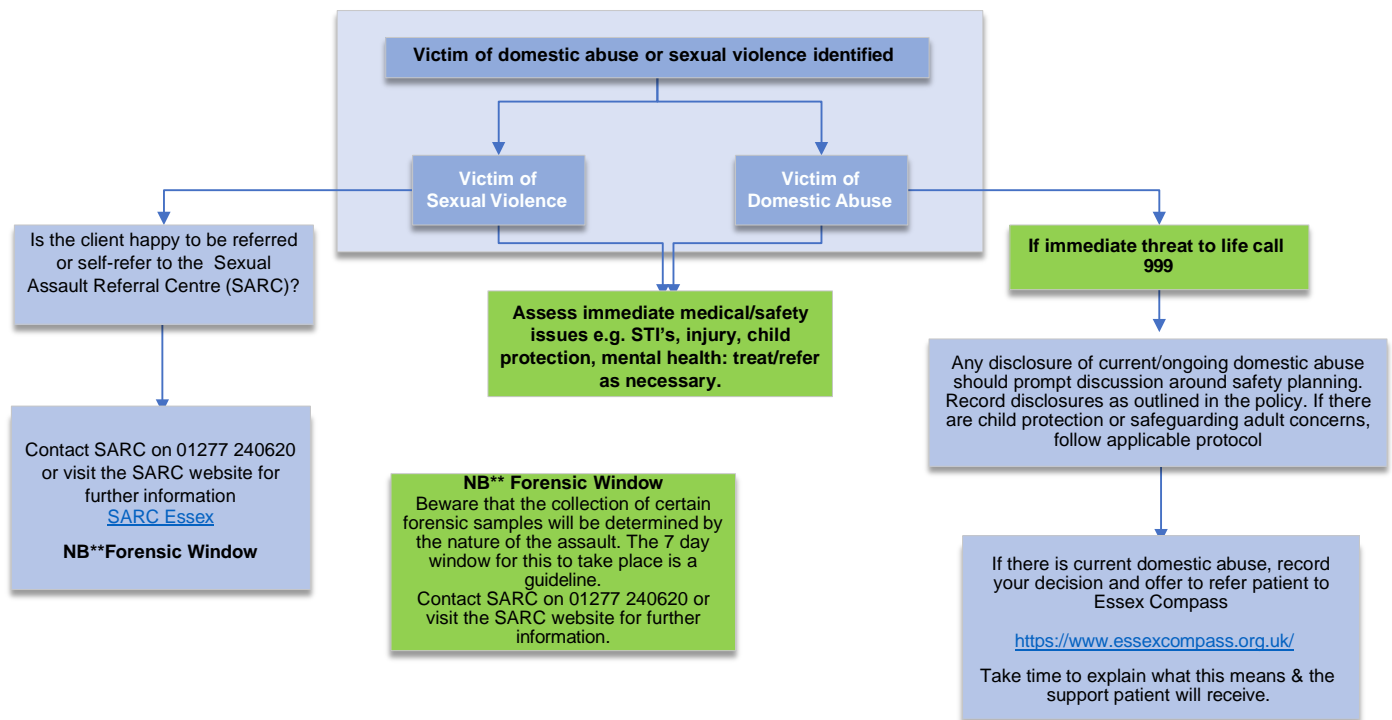 Victim of domestic abuse or sexual violence identified
Victim of
Sexual Violence
Victim of
Domestic Abuse
Is the client happy to be referred
or self-refer to the Sexual
Assault Referral Centre (SARC)?
If immediate threat to life call
999
Assess immediate medical/safety
issues e.g. STI's, injury, child
protection, mental health: treat/refer
as necessary.
Any disclosure of current/ongoing domestic abuse
should prompt discussion around safety planning.
Record disclosures as outlined in the policy. If there
are child protection or safeguarding adult concerns,
follow applicable protocol
Contact SARC on 01277 240620
or visit the SARC website for
further information
SARC Essex
NB**Forensic Window
NB** Forensic Window
Beware that the collection of certain
forensic samples will be determined by
the nature of the assault. The 7 day
window for this to take place is a
guideline.
Contact SARC on 01277 240620 or
visit the SARC website for further
information.
If there is current domestic abuse, record
your decision and offer to refer patient to
Essex Compass
https://www.essexcompass.org.uk/
Take time to explain what this means & the
support patient will receive.